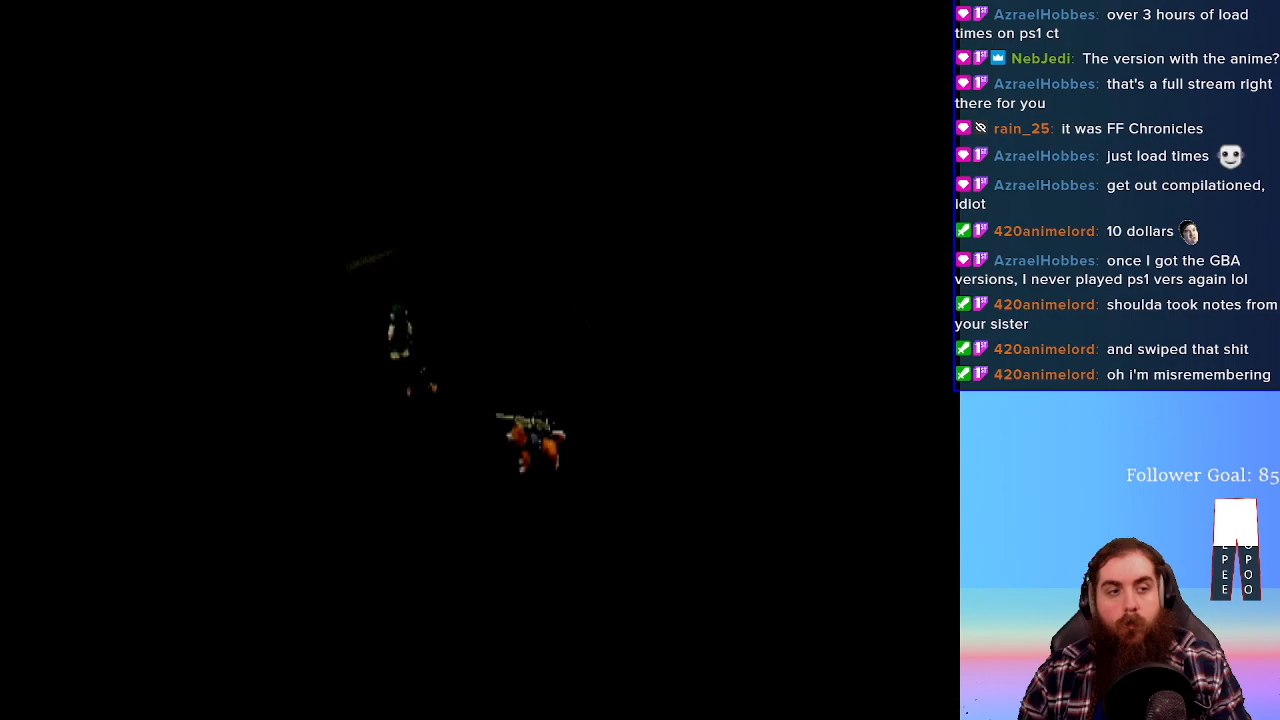 AzraelHobbes: over 3 hours of load
times on ps1 ct
NebJedi: The version with the anime?
AzraelHobbes: that's a full stream right
there for you
rain_25: it was FF Chronicles
AzraelHobbes: just load times
AzraelHobbes: get out compilationed,
idiot
420animelord: 10 dollars
AzraelHobbes: once I got the GBA
versions, I never played ps1 vers again lol
420animelord: shoulda took notes from
your sister
420animelord: and swiped that shit
420animelord: oh i'm misremembering
Follower Goal: 85
P P
E O
E O